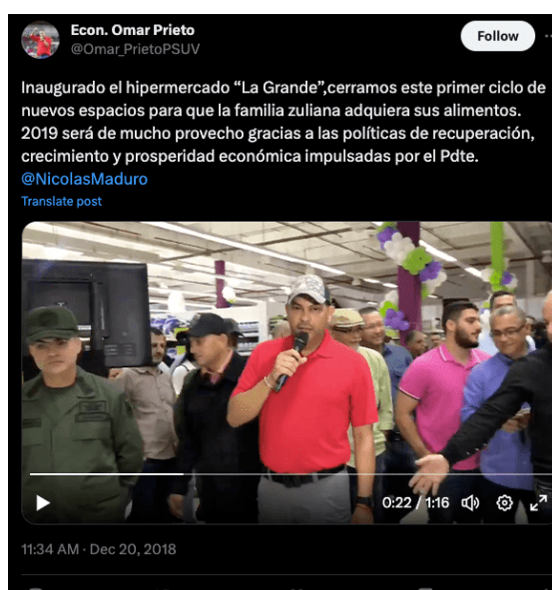 Econ. Omar Prieto
@Omar_PrietoPSUV
Follow
Inaugurado el hipermercado “La Grande”,cerramos este primer ciclo de
nuevos espacios para que la familia zuliana adquiera sus alimentos.
2019 será de mucho provecho gracias a las políticas de recuperación,
crecimiento y prosperidad económica impulsadas por el Pdte.
@NicolasMaduro
Translate post
0:22 / 1:16
11:34 AM · Dec 20, 2018